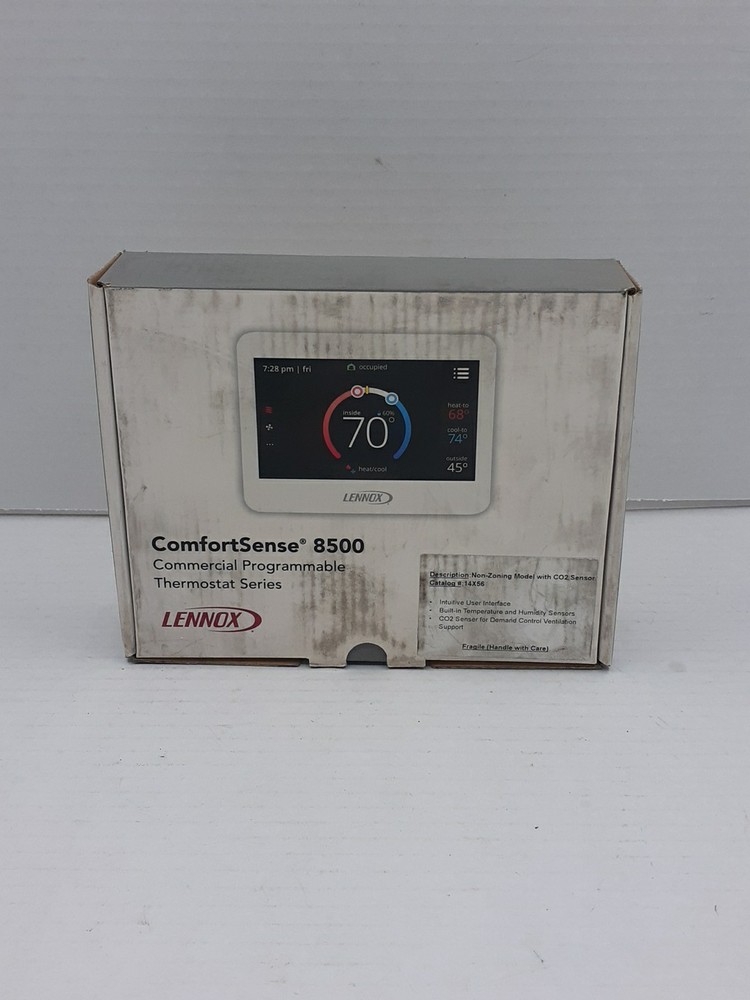 7:28 pm | fri
occupied
inside
60%
70°
heat-to
68°
cool-to
74°
outside
45°
heat/cool
LENNOX
ComfortSense® 8500
Commercial Programmable
Thermostat Series
LENNOX
Description: Non-Zoning Model with CO2 Sensor
Catalog #:14X56
· Intuitive User Interface
· Built-in Temperature and Humidity Sensors
· CO2 Senser for Demand Control Ventilation
Support
Fragile (Handle with Care)